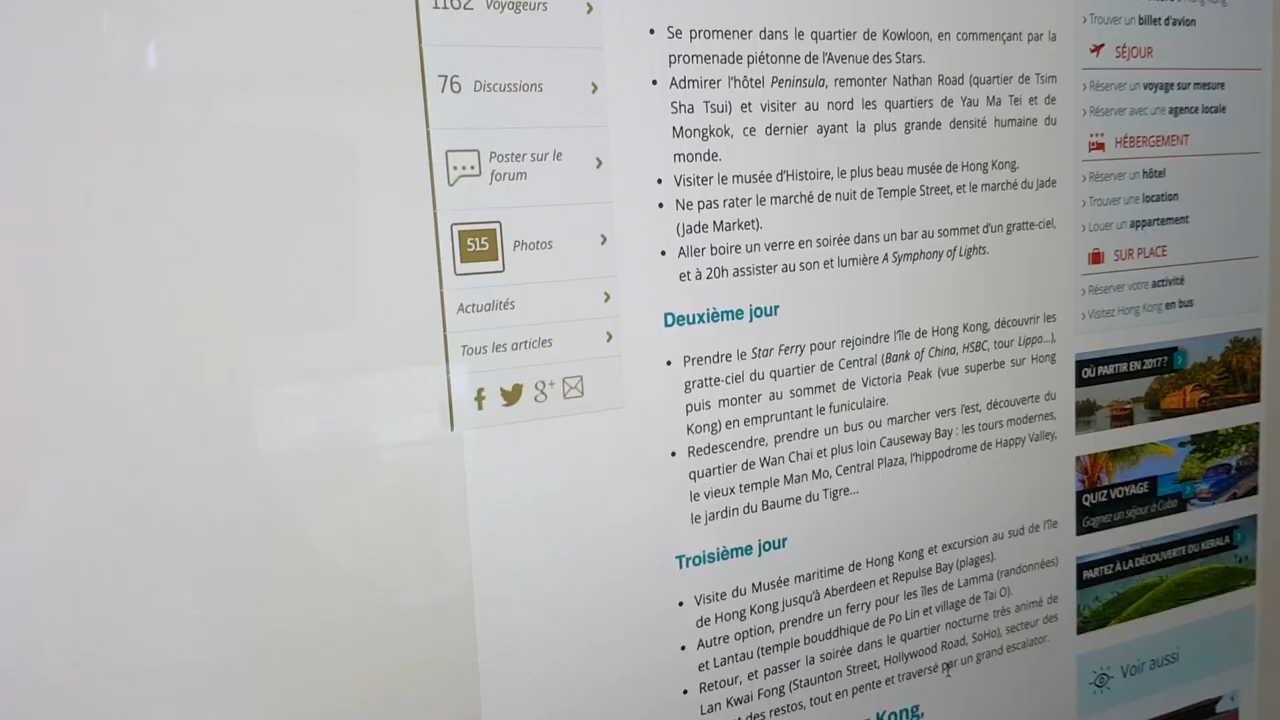 1162 Voyageurs
76 Discussions
Poster sur le
forum
515 Photos
Actualités
Tous les articles
Se promener dans le quartier de Kowloon, en commençant par la
promenade piétonne de l'Avenue des Stars.
Admirer l'hôtel Peninsula, remonter Nathan Road (quartier de Tsim
Sha Tsui) et visiter au nord les quartiers de Yau Ma Tei et de
Mongkok, ce dernier ayant la plus grande densité humaine du
monde.
Visiter le musée d'Histoire, le plus beau musée de Hong Kong.
Ne pas rater le marché de nuit de Temple Street, et le marché du Jade
(Jade Market).
Aller boire un verre en soirée dans un bar au sommet d'un gratte-ciel,
et à 20h assister au son et lumière A Symphony of Lights.
Deuxième jour
Prendre le Star Ferry pour rejoindre l'île de Hong Kong, découvrir les
gratte-ciel du quartier de Central (Bank of China, HSBC, tour Lippo...),
puis monter au sommet de Victoria Peak (vue superbe sur Hong
Kong) en empruntant le funiculaire.
Redescendre, prendre un bus ou marcher vers l'est, découverte du
quartier de Wan Chai et plus loin Causeway Bay : les tours modernes,
le vieux temple Man Mo, Central Plaza, l'hippodrome de Happy Valley,
le jardin du Baume du Tigre...
Troisième jour
Visite du Musée maritime de Hong Kong et excursion au sud de l'île
de Hong Kong jusqu'à Aberdeen et Repulse Bay (plages).
Autre option, prendre un ferry pour les îles de Lamma (randonnées)
et Lantau (temple bouddhique de Po Lin et village de Tai O).
Retour, et passer la soirée dans le quartier nocturne très animé de
Lan Kwai Fong (Staunton Street, Hollywood Road, SoHo), secteur des
des restos, tout en pente et traversé par un grand escalator.
Kong,
> Trouver un billet d'avion
SÉJOUR
> Réserver un voyage sur mesure
> Réserver avec une agence locale
HÉBERGEMENT
> Réserver un hôtel
> Trouver une location
> Louer un appartement
SUR PLACE
> Réserver votre activité
> Visitez Hong Kong en bus
OÙ PARTIR EN 2017 ?
QUIZ VOYAGE
Gagnez un séjour à Cuba
PARTEZ À LA DÉCOUVERTE DU KERALA
Voir aussi